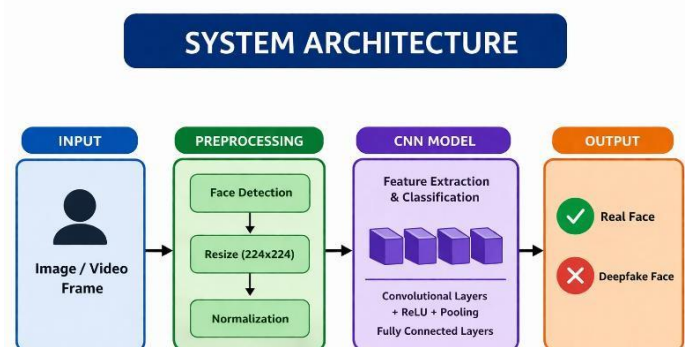 SYSTEM ARCHITECTURE
INPUT
Image / Video
Frame
PREPROCESSING
Face Detection
Resize (224x224)
Normalization
CNN MODEL
Feature Extraction
& Classification
Convolutional Layers
+ ReLU + Pooling
Fully Connected Layers
OUTPUT
Real Face
Deepfake Face